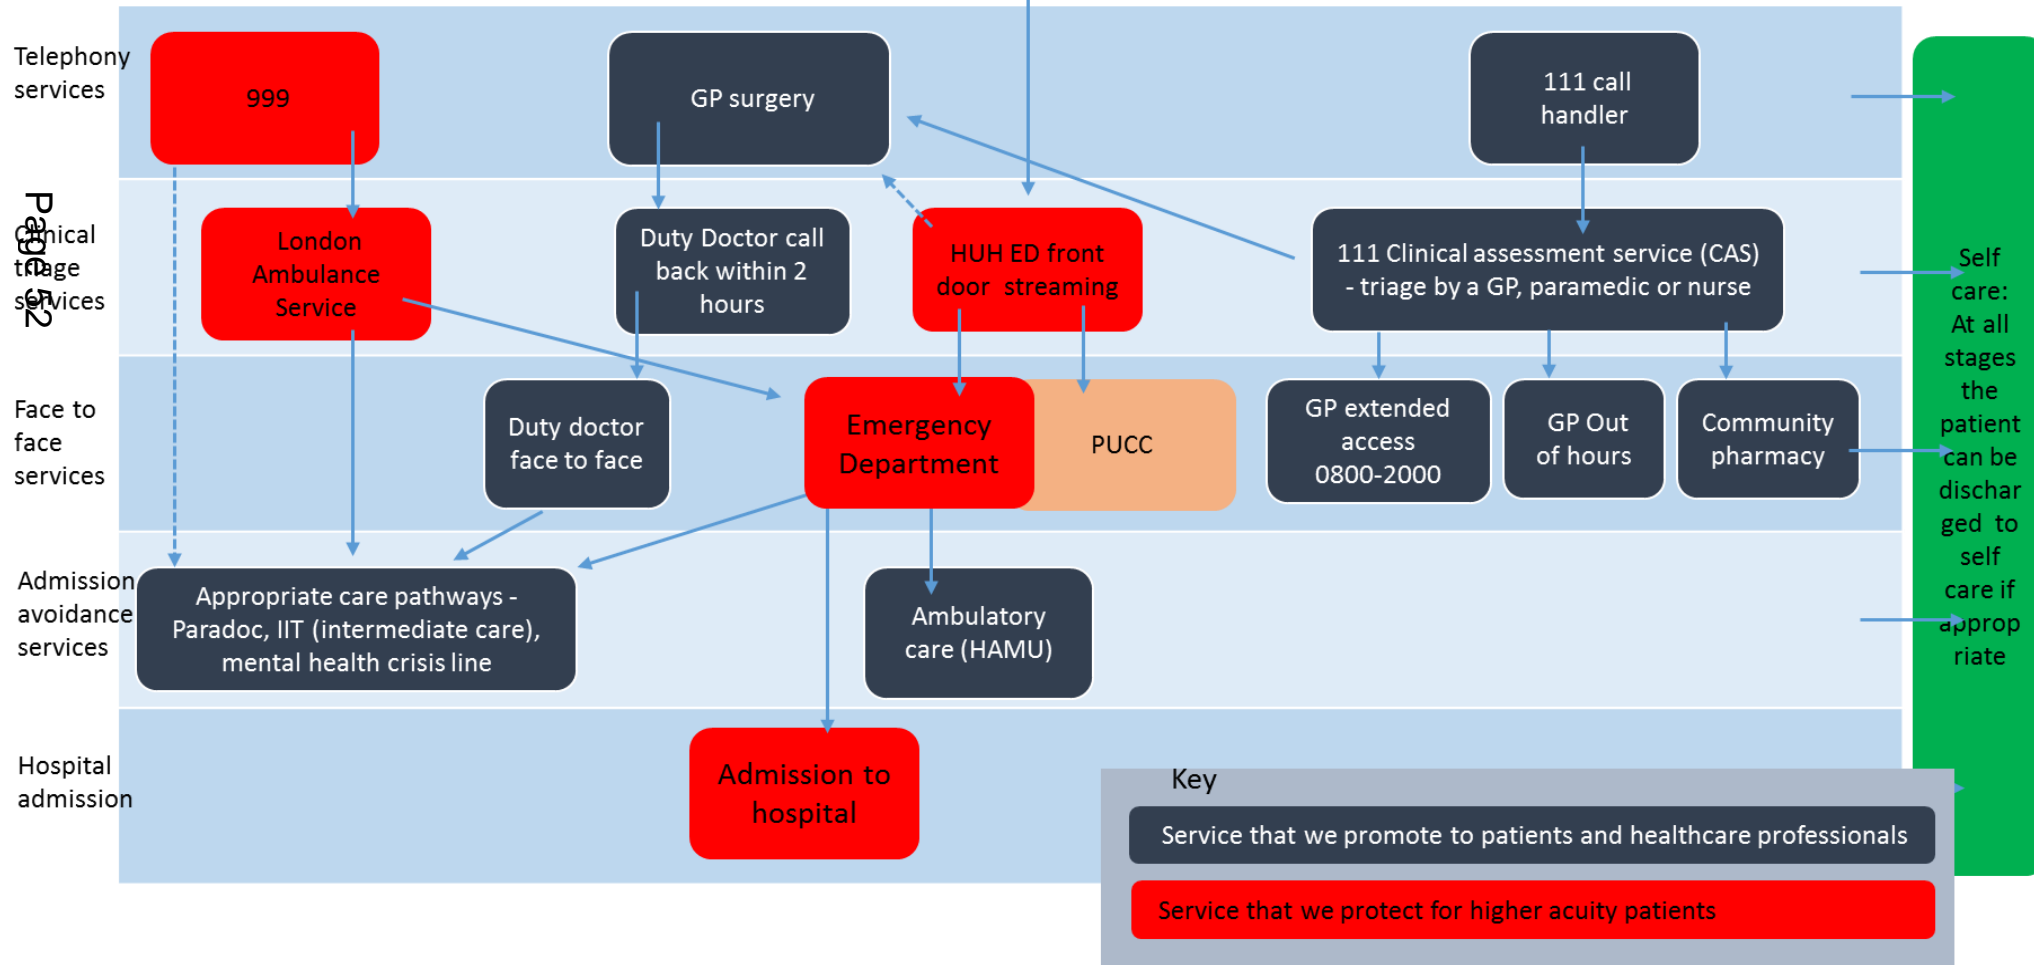 Telephony
services
999
GP surgery
111 call
handler
Page 52
Clinical
triage
services
London
Ambulance
Service
Duty Doctor call
back within 2
hours
HUH ED front
door streaming
111 Clinical assessment service (CAS)
- triage by a GP, paramedic or nurse
Face to
face
services
Duty doctor
face to face
Emergency
Department
PUCC
GP extended
access
0800-2000
GP Out
of hours
Community
pharmacy
Admission
avoidance
services
Appropriate care pathways -
Paradoc, IIT (intermediate care),
mental health crisis line
Ambulatory
care (HAMU)
Hospital
admission
Admission to
hospital
Self
care:
At all
stages
the
patient
can be
dischar
ged to
self
care if
approp
riate
Key
Service that we promote to patients and healthcare professionals
Service that we protect for higher acuity patients